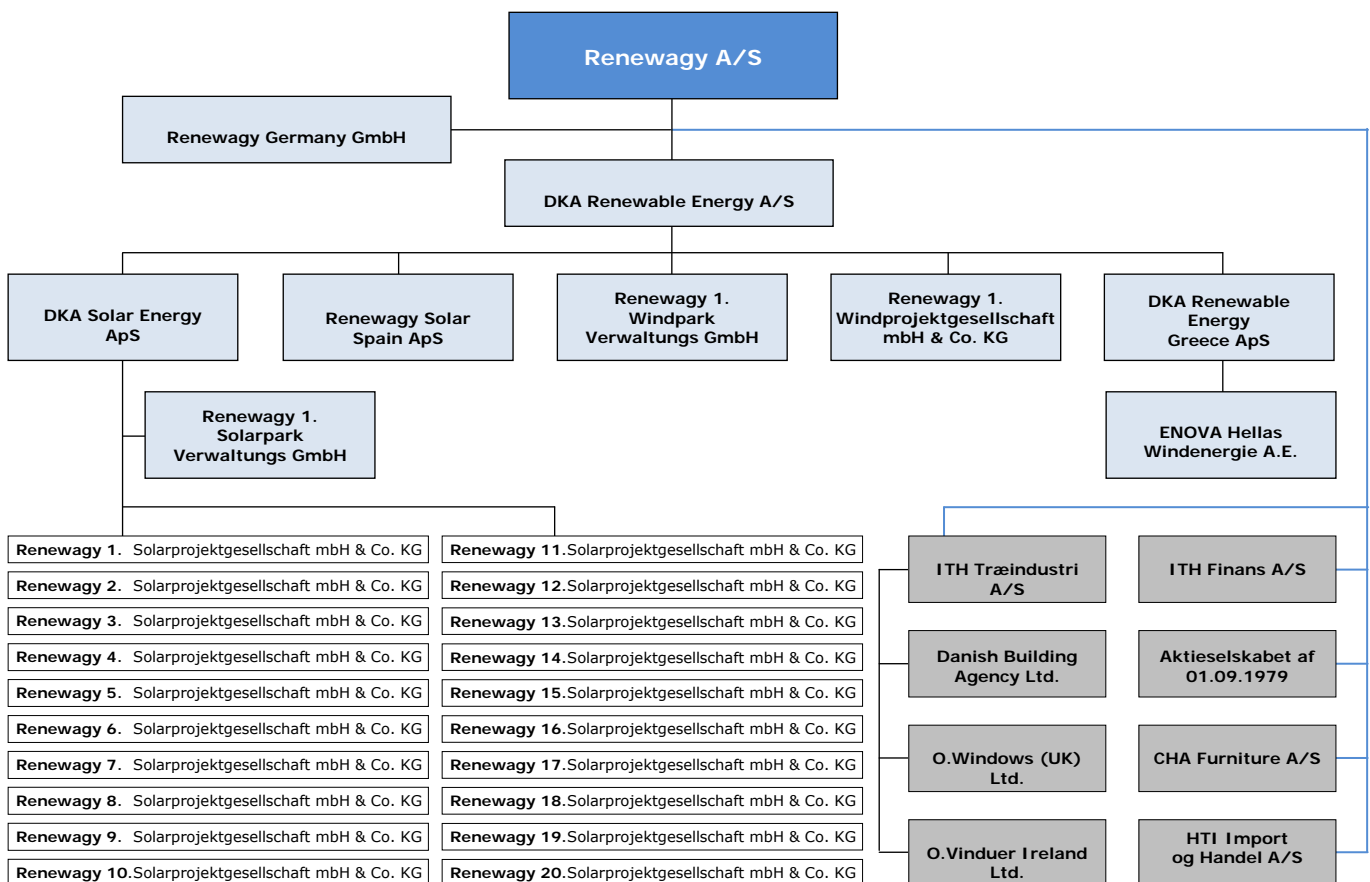 Renewagy A/S
Renewagy Germany GmbH
DKA Renewable Energy A/S
DKA Solar Energy
ApS
Renewagy Solar
Spain ApS
Renewagy 1.
Windpark
Verwaltungs GmbH
Renewagy 1.
Windprojektgesellschaft
mbH & Co. KG
DKA Renewable
Energy
Greece ApS
Renewagy 1.
Solarpark
Verwaltungs GmbH
ENOVA Hellas
Windenergie A.E.
Renewagy 1. Solarprojektgesellschaft mbH & Co. KG
Renewagy 2. Solarprojektgesellschaft mbH & Co. KG
Renewagy 3. Solarprojektgesellschaft mbH & Co. KG
Renewagy 4. Solarprojektgesellschaft mbH & Co. KG
Renewagy 5. Solarprojektgesellschaft mbH & Co. KG
Renewagy 6. Solarprojektgesellschaft mbH & Co. KG
Renewagy 7. Solarprojektgesellschaft mbH & Co. KG
Renewagy 8. Solarprojektgesellschaft mbH & Co. KG
Renewagy 9. Solarprojektgesellschaft mbH & Co. KG
Renewagy 10.Solarprojektgesellschaft mbH & Co. KG
Renewagy 11.Solarprojektgesellschaft mbH & Co. KG
Renewagy 12.Solarprojektgesellschaft mbH & Co. KG
Renewagy 13.Solarprojektgesellschaft mbH & Co. KG
Renewagy 14.Solarprojektgesellschaft mbH & Co. KG
Renewagy 15.Solarprojektgesellschaft mbH & Co. KG
Renewagy 16.Solarprojektgesellschaft mbH & Co. KG
Renewagy 17.Solarprojektgesellschaft mbH & Co. KG
Renewagy 18.Solarprojektgesellschaft mbH & Co. KG
Renewagy 19.Solarprojektgesellschaft mbH & Co. KG
Renewagy 20.Solarprojektgesellschaft mbH & Co. KG
ITH Træindustri
A/S
Danish Building
Agency Ltd.
O.Windows (UK)
Ltd.
O.Vinduer Ireland
Ltd.
ITH Finans A/S
Aktieselskabet af
01.09.1979
CHA Furniture A/S
HTI Import
og Handel A/S